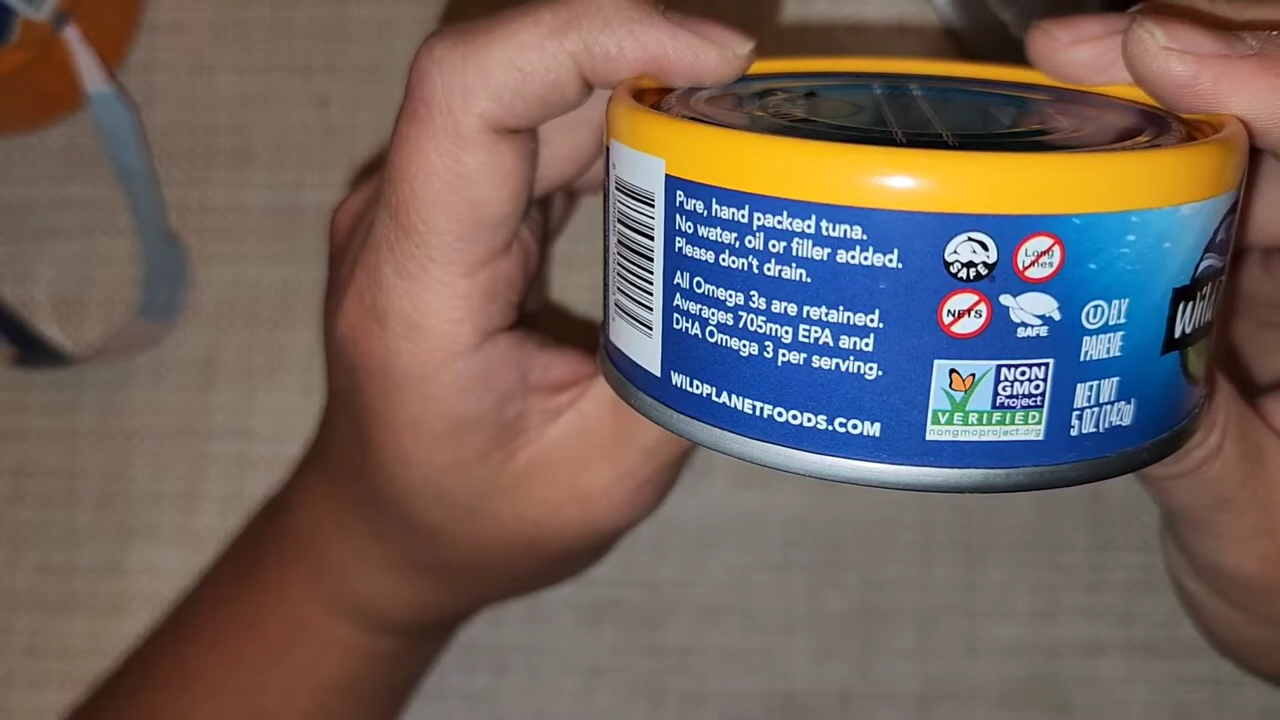 Pure, hand packed tuna.
No water, oil or filler added.
Please don't drain.
All Omega 3s are retained.
Averages 705mg EPA and
DHA Omega 3 per serving.
WILDPLANETFOODS.COM
SAFE
Long
Lines
NETS
SAFE
U B.Y.
PAREVE
NON
GMO
Project
VERIFIED
nongmoproject.org
NET WT
5 OZ (142g)
Wild